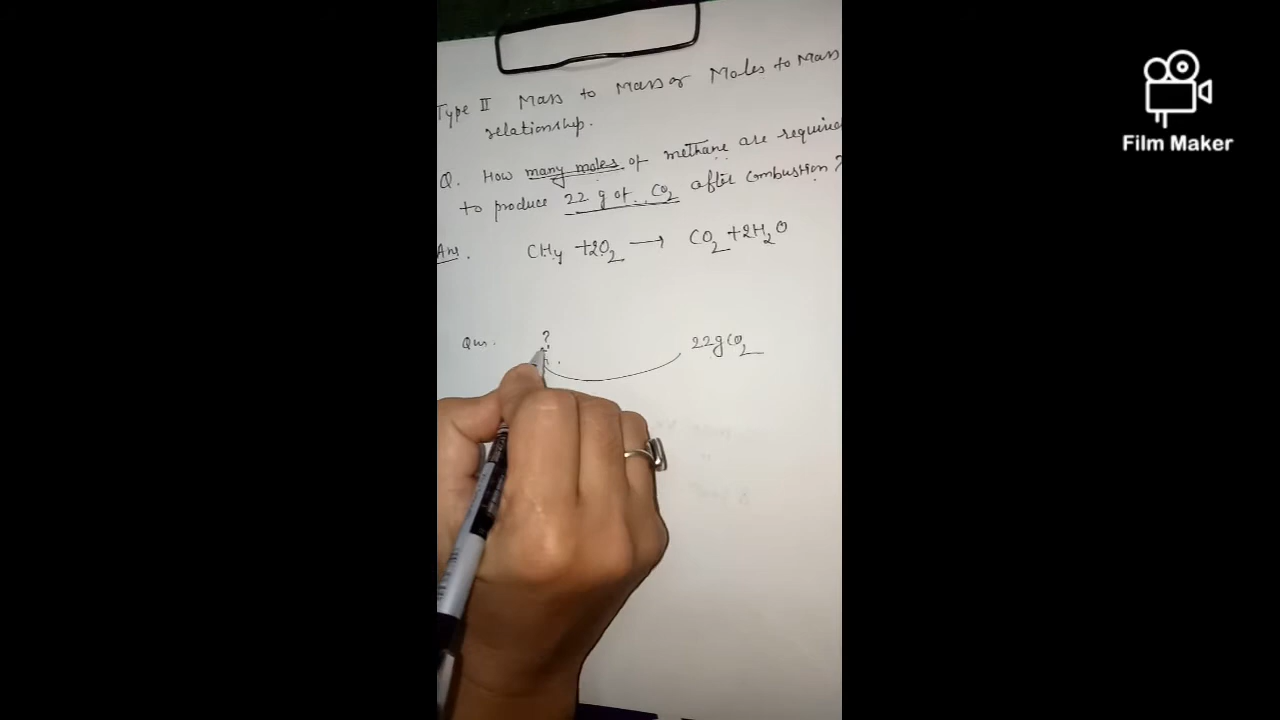 Type II Mass to Mass or Moles to Mass
relationship.
Q. How many moles of methane are required
to produce 22 g of CO₂ after combustion?
Ans. CH₄ + 2O₂ → CO₂ + 2H₂O
Qus. ? 22g CO₂
Film Maker